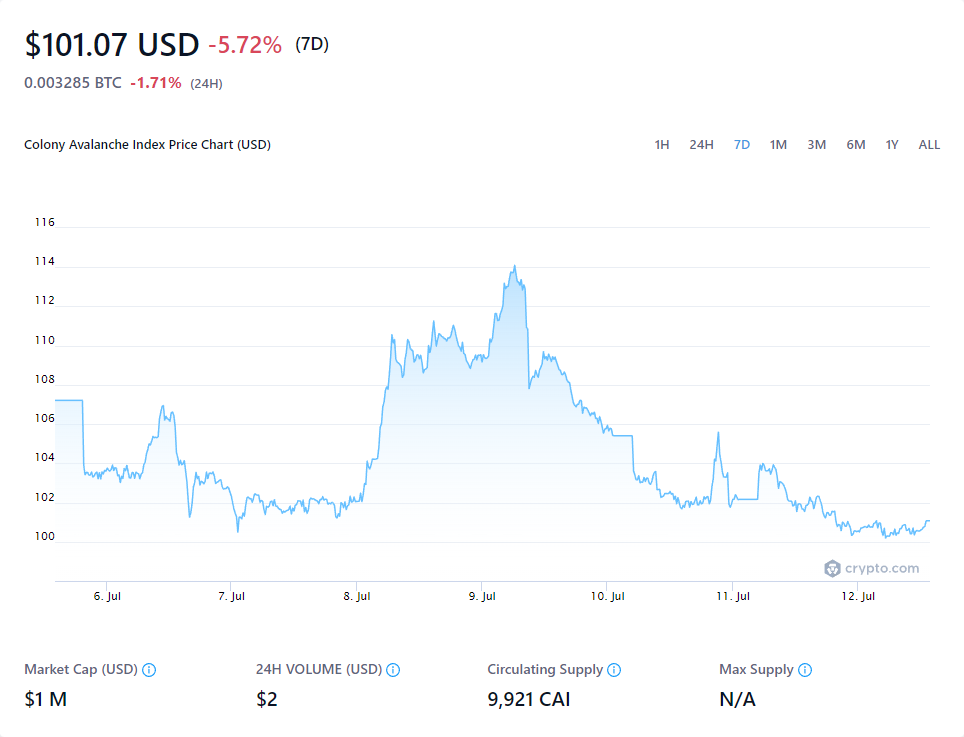 $101.07 USD -5.72% (7D)
0.003285 BTC -1.71% (24H)
Colony Avalanche Index Price Chart (USD)
1H 24H 7D 1M 3M 6M 1Y ALL
116
114
112
110
108
106
104
102
100
crypto.com
6. Jul 7. Jul 8. Jul 9. Jul 10. Jul 11. Jul 12. Jul
Market Cap (USD) 24H VOLUME (USD) Circulating Supply Max Supply
$1 M $2 9,921 CAI N/A